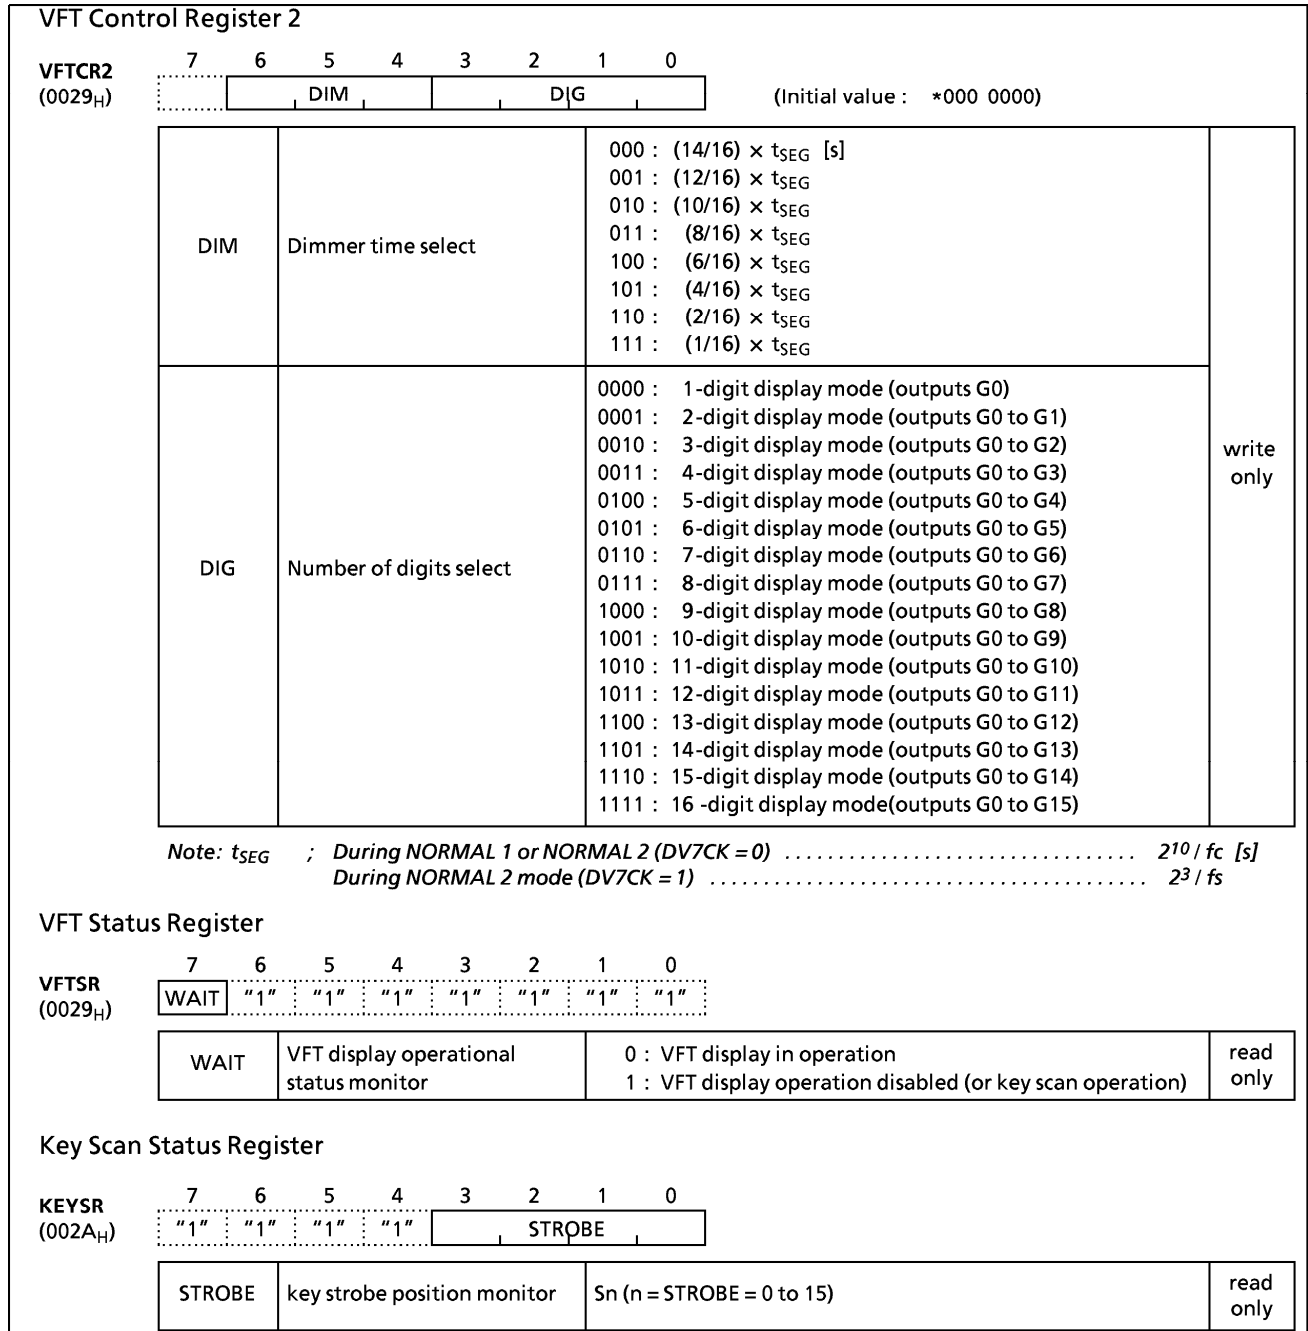 VFT Control Register 2
7 6 5 4 3 2 1 0
VFTCR2
(0029H)
DIM DIG (Initial value : *000 0000)
000 : (14/16) × tSEG [s]
001 : (12/16) × tSEG
010 : (10/16) × tSEG
011 : (8/16) × tSEG
DIM Dimmer time select
100 : (6/16) × tSEG
101 : (4/16) × tSEG
110 : (2/16) × tSEG
111 : (1/16) × tSEG
0000 : 1-digit display mode (outputs G0)
0001 : 2-digit display mode (outputs G0 to G1)
0010 : 3-digit display mode (outputs G0 to G2)
write
only
0011 : 4-digit display mode (outputs G0 to G3)
0100 : 5-digit display mode (outputs G0 to G4)
0101 : 6-digit display mode (outputs G0 to G5)
0110 : 7-digit display mode (outputs G0 to G6)
DIG Number of digits select
0111 : 8-digit display mode (outputs G0 to G7)
1000 : 9-digit display mode (outputs G0 to G8)
1001 : 10-digit display mode (outputs G0 to G9)
1010 : 11-digit display mode (outputs G0 to G10)
1011 : 12-digit display mode (outputs G0 to G11)
1100 : 13-digit display mode (outputs G0 to G12)
1101 : 14-digit display mode (outputs G0 to G13)
1110 : 15-digit display mode (outputs G0 to G14)
1111 : 16 -digit display mode(outputs G0 to G15)
Note: tSEG ; During NORMAL 1 or NORMAL 2 (DV7CK = 0) ................................. 2^10 / fc [s]
During NORMAL 2 mode (DV7CK = 1) ......................................... 2^3 / fs
VFT Status Register
7 6 5 4 3 2 1 0
VFTSR
(0029H)
WAIT "1" "1" "1" "1" "1" "1" "1"
WAIT
VFT display operational
status monitor
0 : VFT display in operation
1 : VFT display operation disabled (or key scan operation)
read
only
Key Scan Status Register
7 6 5 4 3 2 1 0
KEYSR
(002AH)
"1" "1" "1" "1" STROBE
STROBE key strobe position monitor Sn (n = STROBE = 0 to 15)
read
only